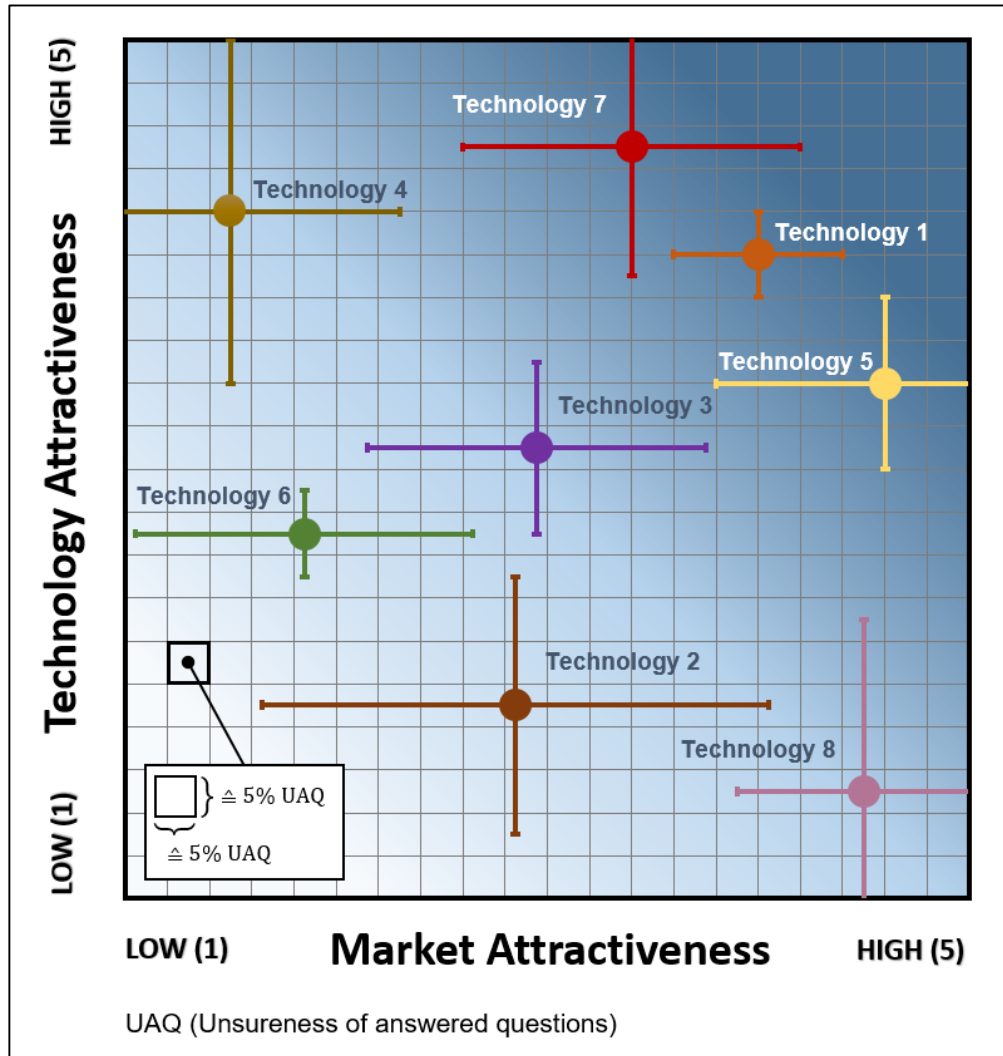 HIGH (5)
Technology Attractiveness
LOW (1)
Technology 7
Technology 4
Technology 1
Technology 5
Technology 3
Technology 6
Technology 2
Technology 8
≙ 5% UAQ
≙ 5% UAQ
LOW (1)
Market Attractiveness
HIGH (5)
UAQ (Unsureness of answered questions)